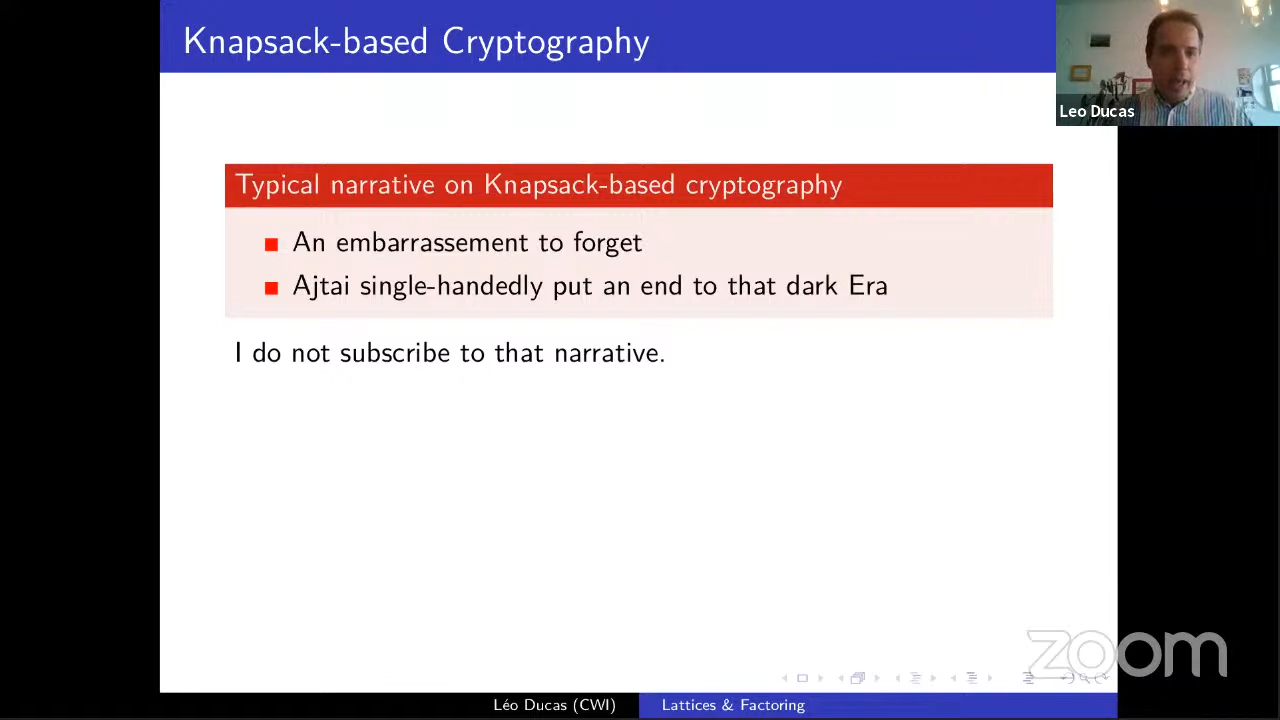 Knapsack-based Cryptography
Leo Ducas
Typical narrative on Knapsack-based cryptography
An embarrassement to forget
Ajtai single-handedly put an end to that dark Era
I do not subscribe to that narrative.
zoom
Léo Ducas (CWI)
Lattices & Factoring